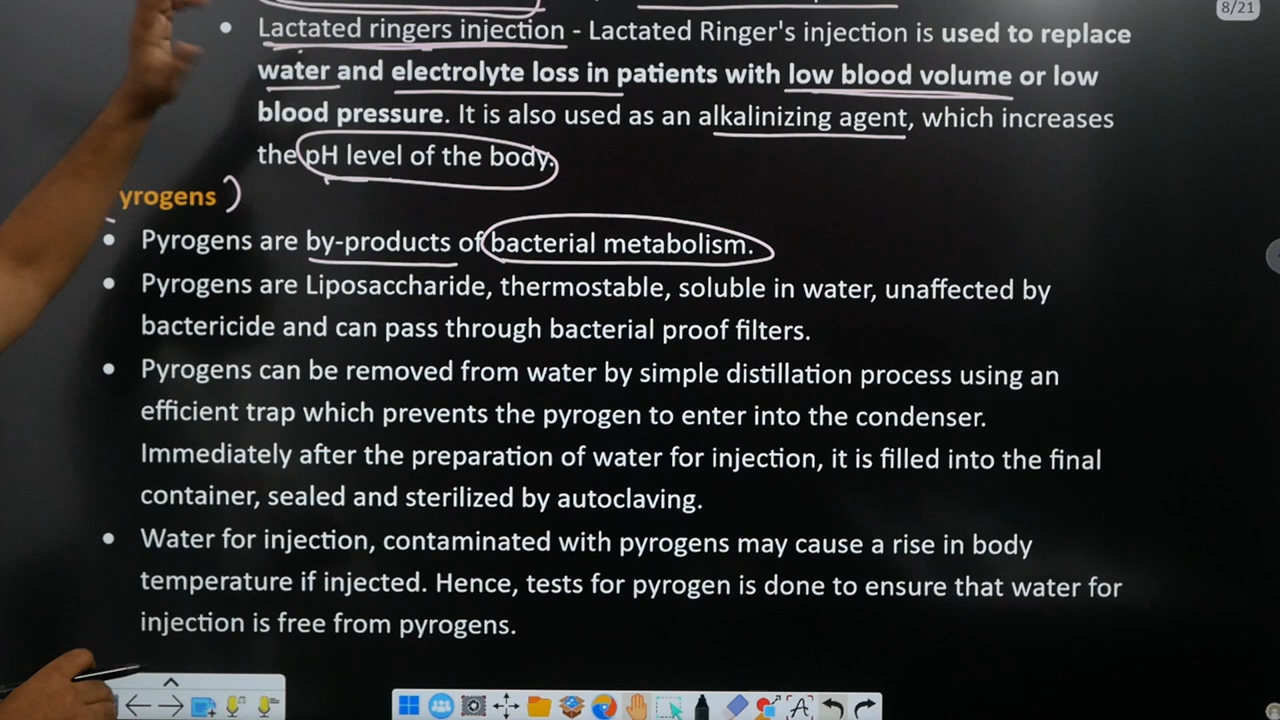 8/21
Lactated ringers injection - Lactated Ringer's injection is used to replace
water and electrolyte loss in patients with low blood volume or low
blood pressure. It is also used as an alkalinizing agent, which increases
the pH level of the body.
yrogens )
Pyrogens are by-products of bacterial metabolism.
Pyrogens are Liposaccharide, thermostable, soluble in water, unaffected by
bactericide and can pass through bacterial proof filters.
Pyrogens can be removed from water by simple distillation process using an
efficient trap which prevents the pyrogen to enter into the condenser.
Immediately after the preparation of water for injection, it is filled into the final
container, sealed and sterilized by autoclaving.
Water for injection, contaminated with pyrogens may cause a rise in body
temperature if injected. Hence, tests for pyrogen is done to ensure that water for
injection is free from pyrogens.